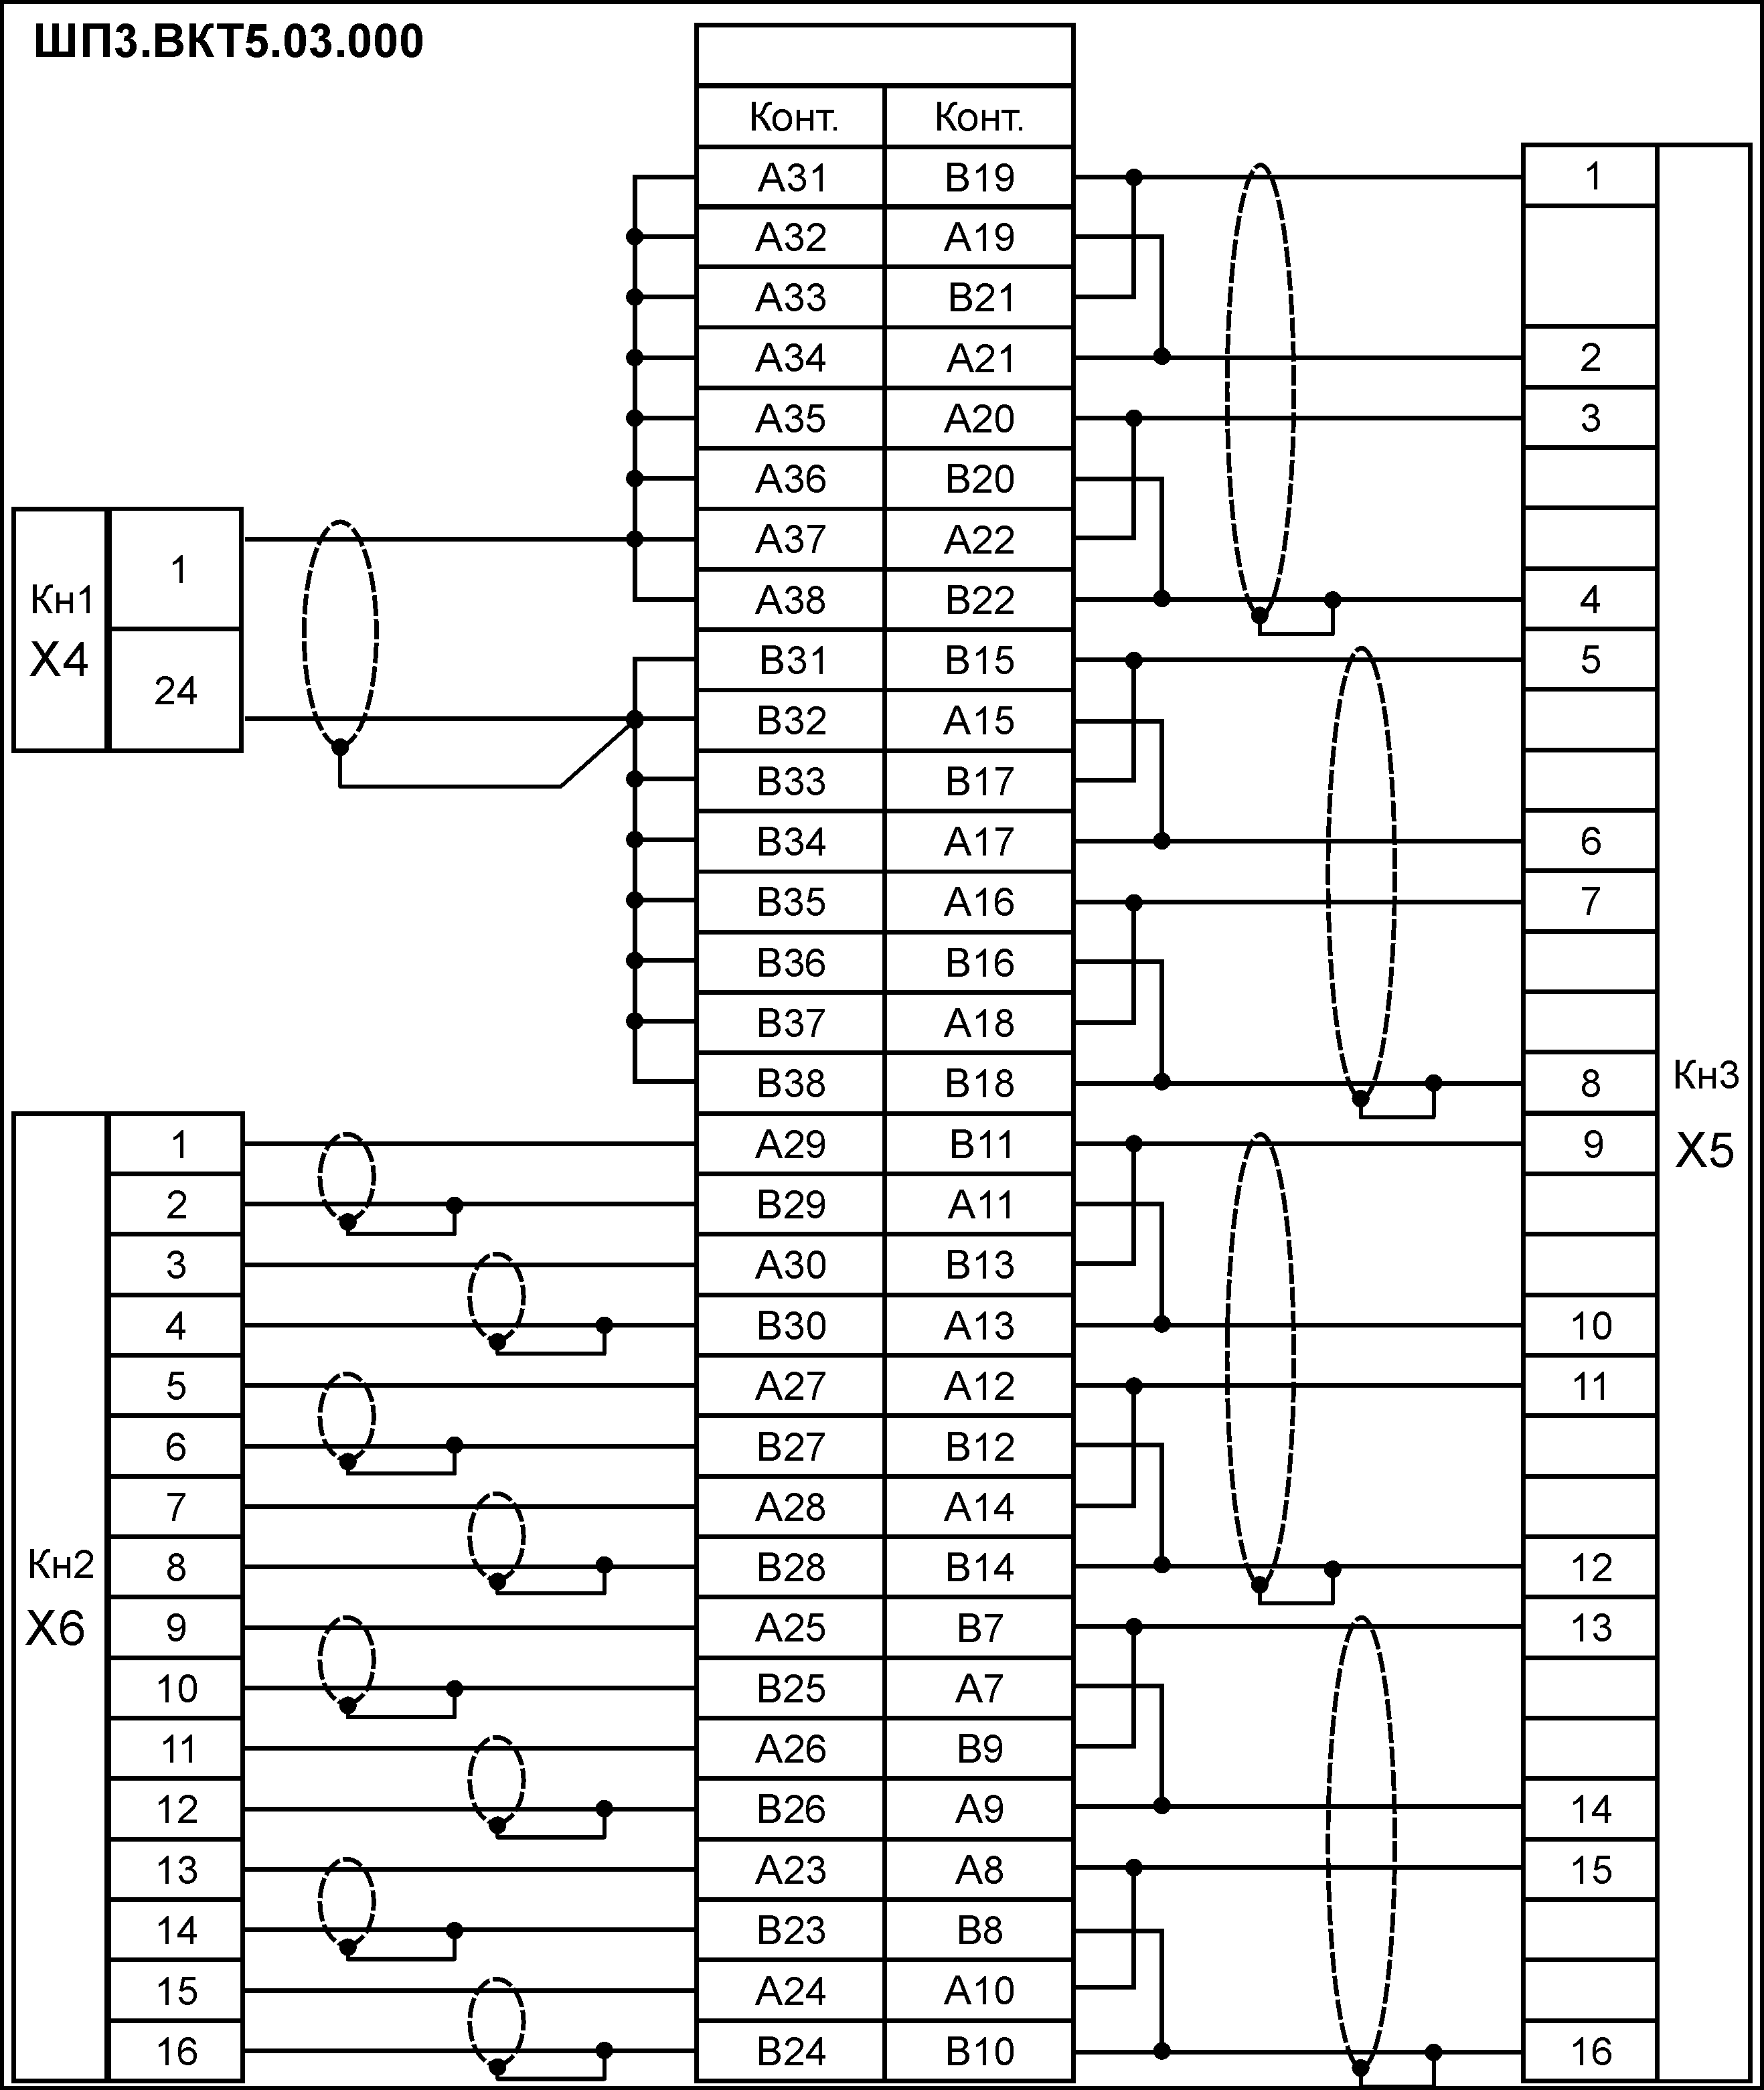 ШП3.ВКТ5.03.000
Конт. Конт.
А31 В19 1
А32 А19
А33 В21
А34 А21 2
А35 А20 3
А36 В20
А37 А22
1
Кн1
А38 В22 4
Х4
В31 В15 5
24
В32 А15
В33 В17
В34 А17 6
В35 А16 7
В36 В16
В37 А18
В38 В18 8
Кн3
Х5
1 А29 В11 9
2 В29 А11
3 А30 В13
4 В30 А13 10
5 А27 А12 11
6 В27 В12
7 А28 А14
Кн2
8 В28 В14 12
Х6
9 А25 В7 13
10 В25 А7
11 А26 В9
12 В26 А9 14
13 А23 А8 15
14 В23 В8
15 А24 А10
16 В24 В10 16